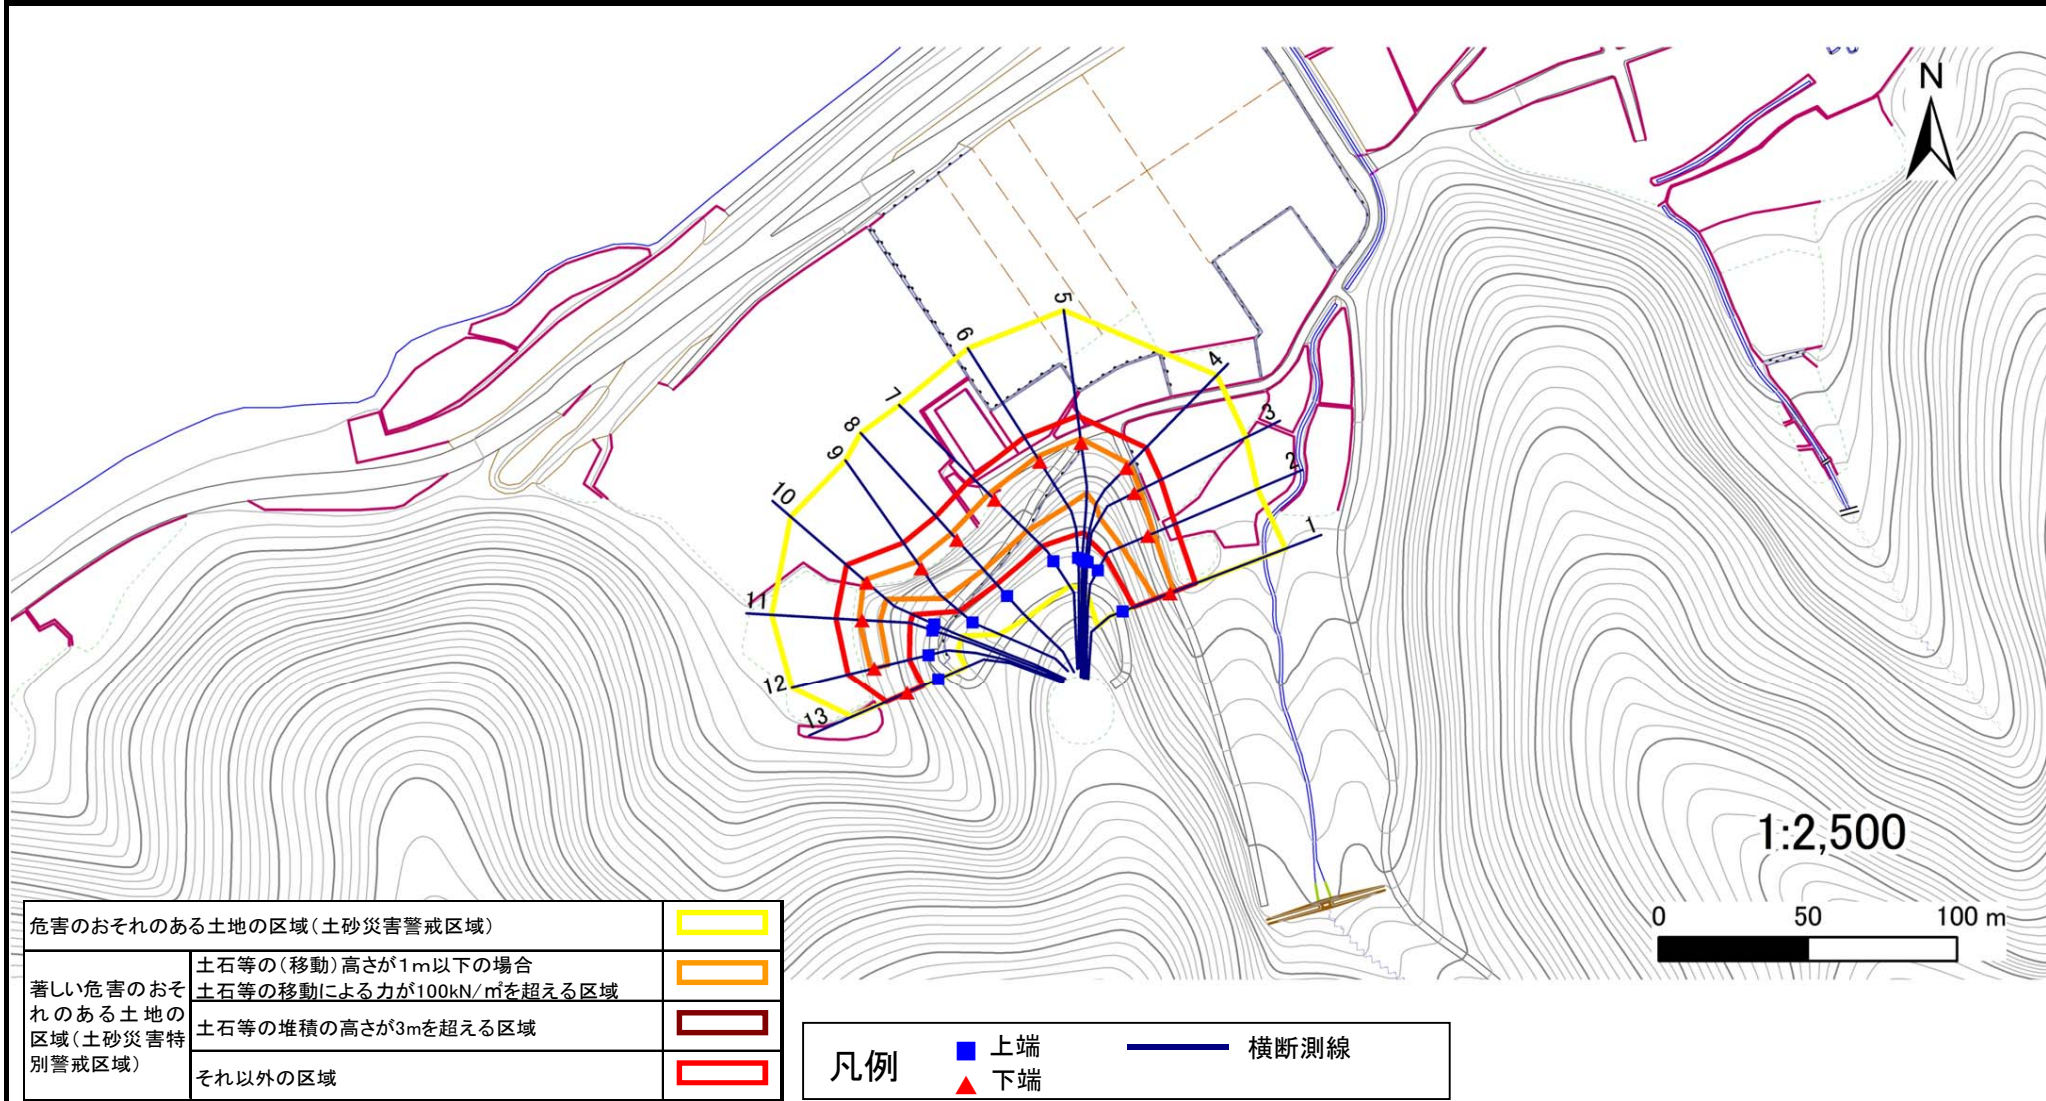 N
5
6
4
7
3
8
9
2
10
1
11
12
13
1:2,500
0 50 100 m
危害のおそれのある土地の区域(土砂災害警戒区域)
著しい危害のおそれのある土地の区域(土砂災害特別警戒区域)
土石等の(移動)高さが1m以下の場合
土石等の移動による力が100kN/㎡を超える区域
土石等の堆積の高さが3mを超える区域
それ以外の区域
凡例
上端
横断測線
下端